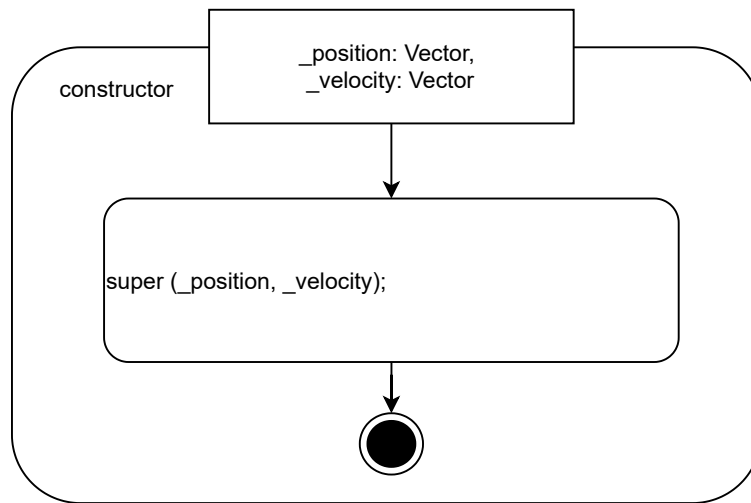 _position: Vector,
_velocity: Vector
constructor
super (_position, _velocity);